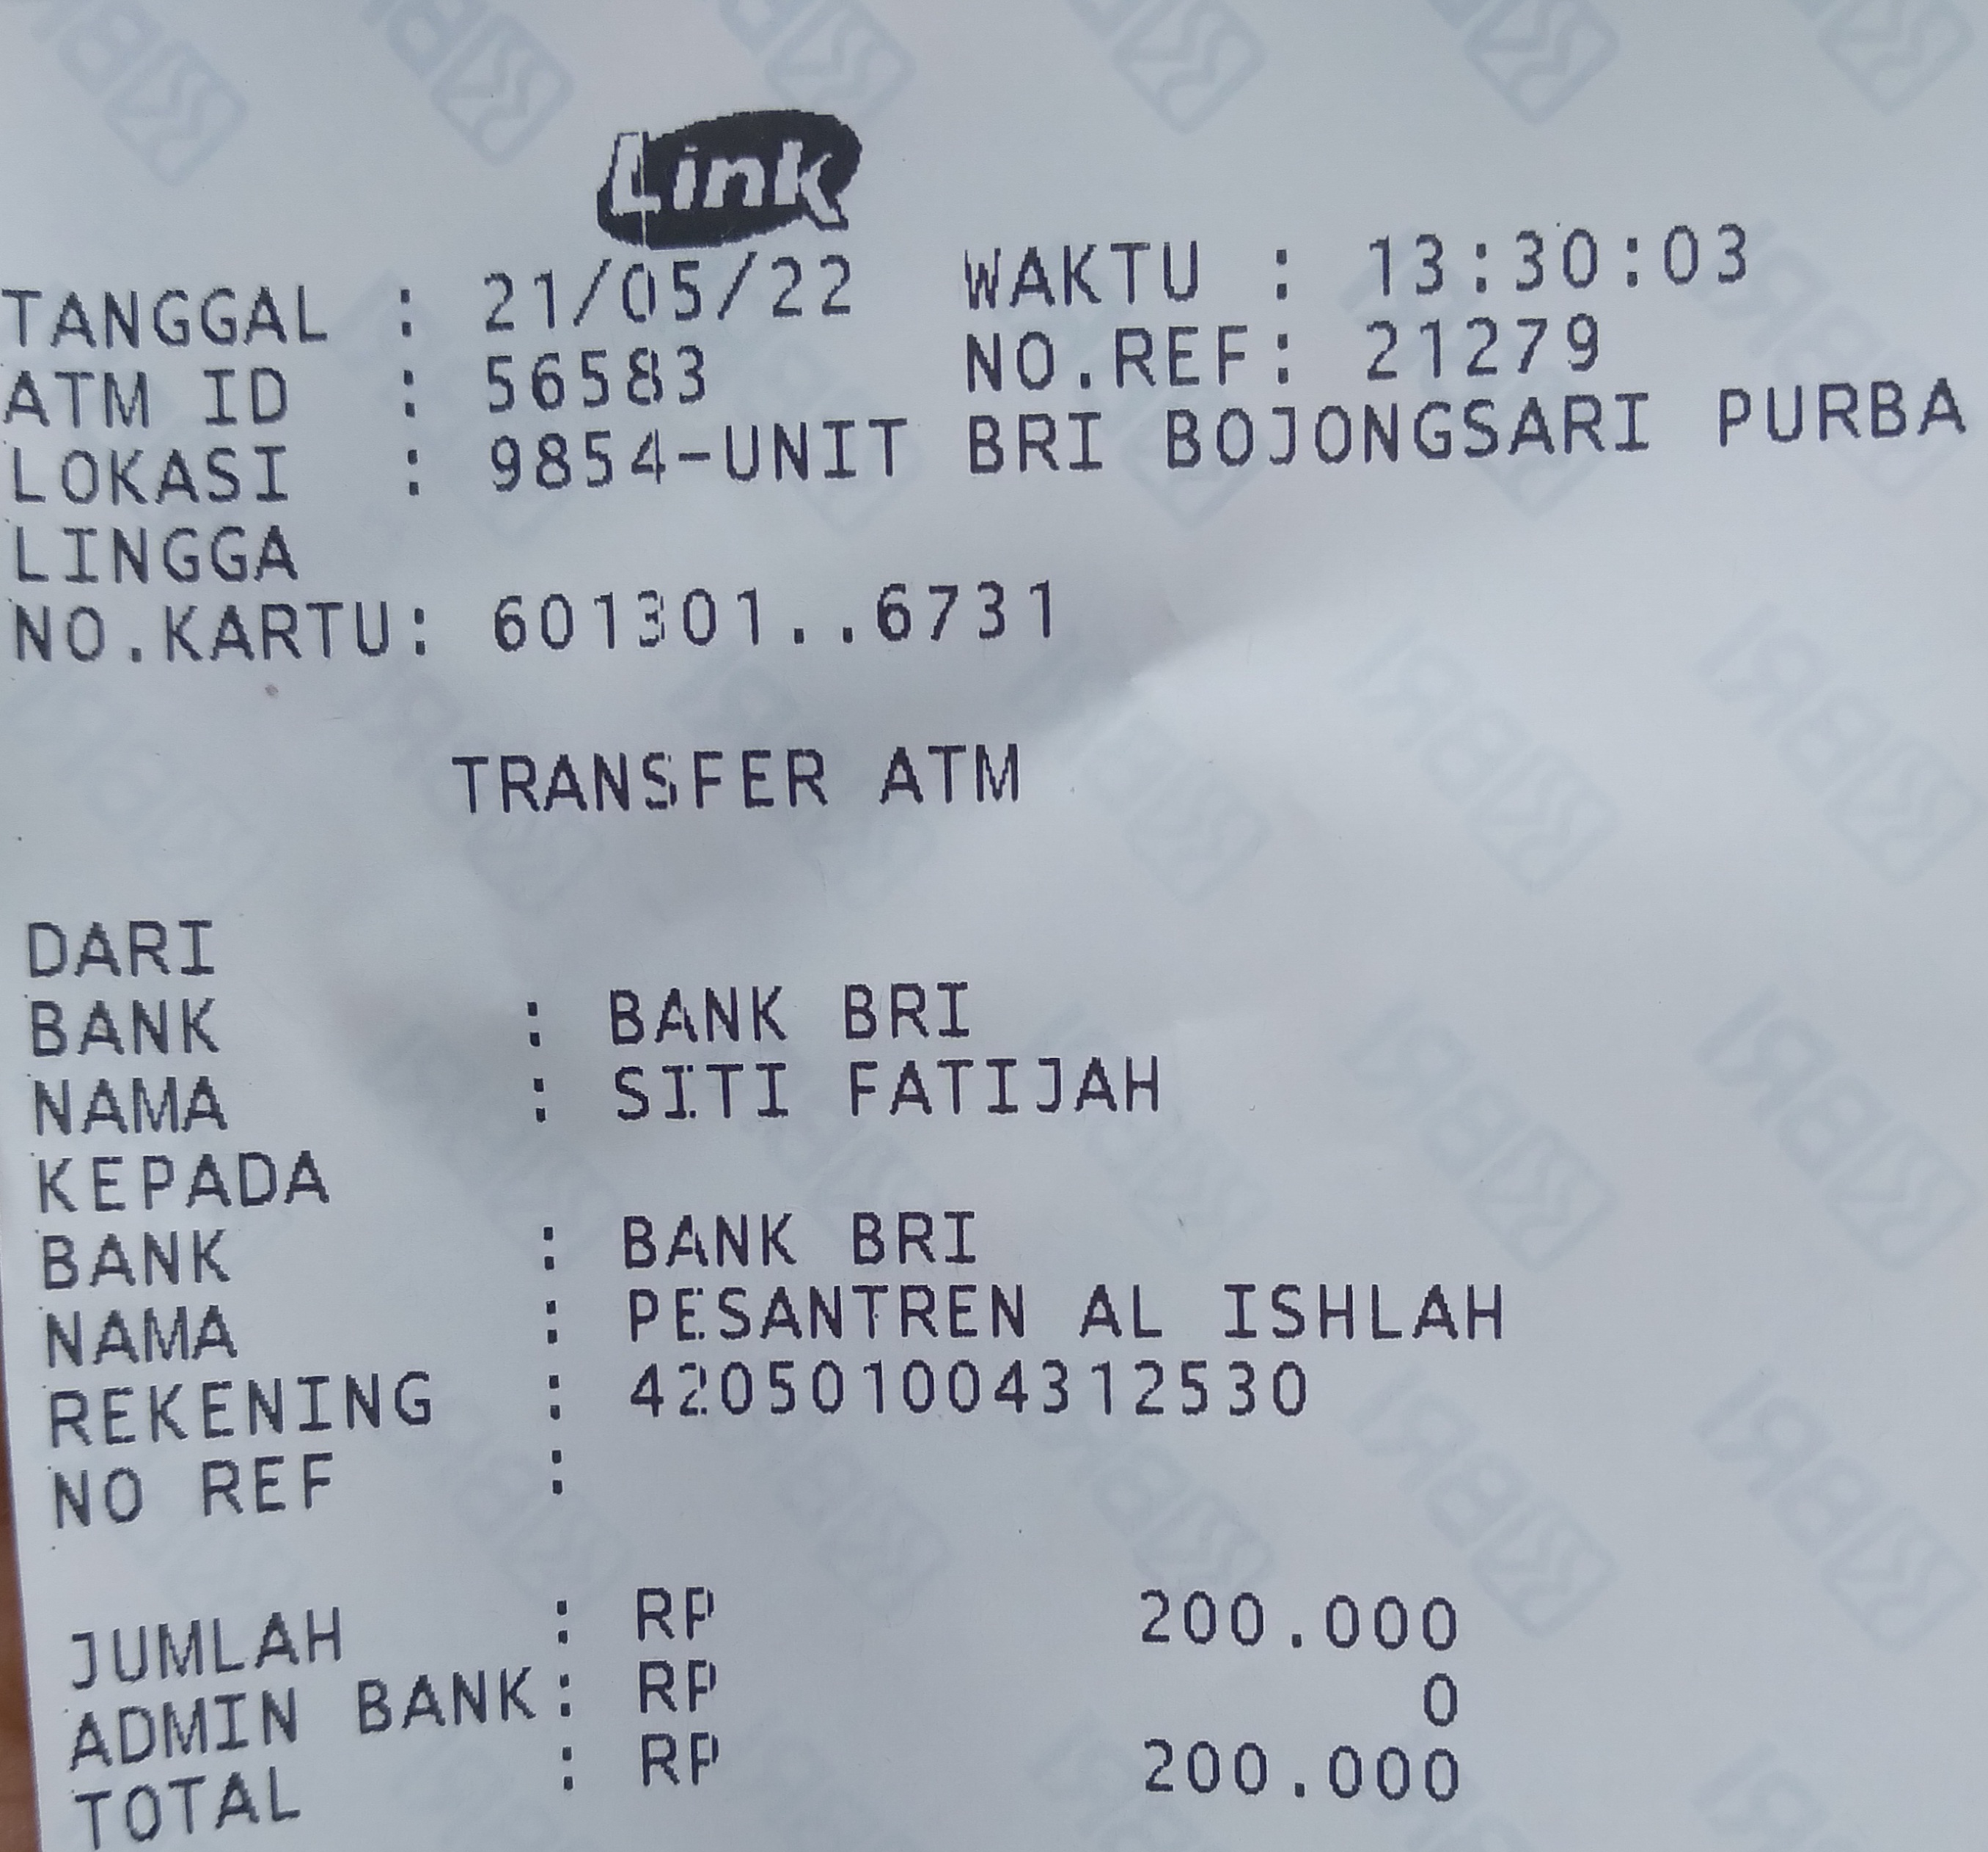 Link
TANGGAL : 21/05/22 WAKTU : 13:30:03
ATM ID : 56583 NO.REF: 21279
LOKASI : 9854-UNIT BRI BOJONGSARI PURBA
LINGGA
NO.KARTU: 601301..6731
TRANSFER ATM
DARI
BANK : BANK BRI
NAMA : SITI FATIJAH
KEPADA
BANK : BANK BRI
NAMA : PESANTREN AL ISHLAH
REKENING : 420501004312530
NO REF :
JUMLAH : RP 200.000
ADMIN BANK: RP 0
TOTAL : RP 200.000